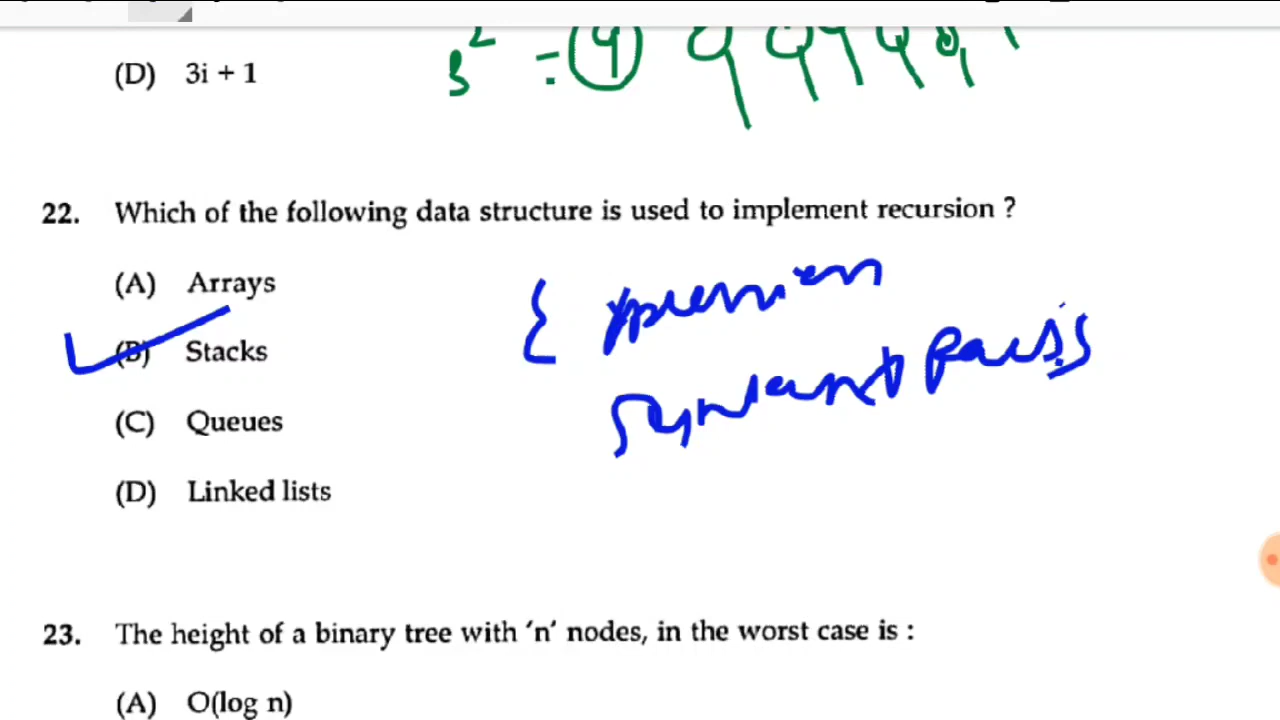 (D) 3i + 1
22. Which of the following data structure is used to implement recursion ?
(A) Arrays
(B) Stacks
(C) Queues
(D) Linked lists
23. The height of a binary tree with ‘n’ nodes, in the worst case is :
(A) O(log n)